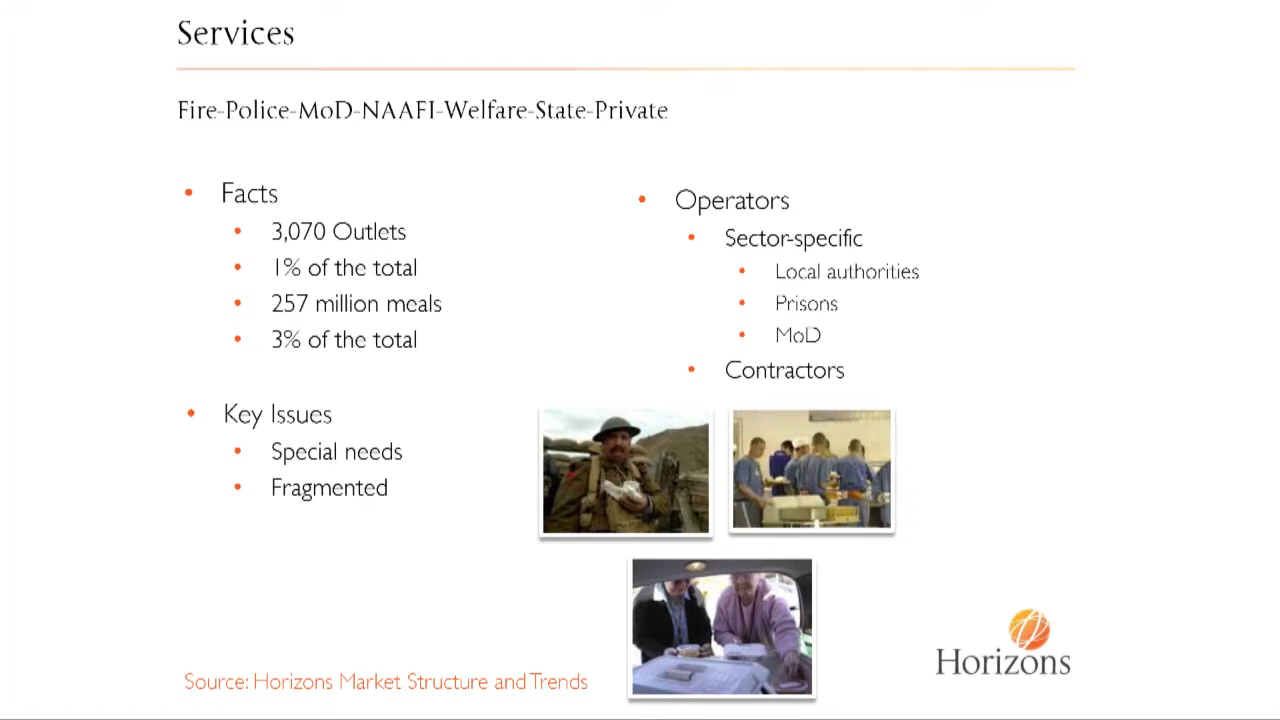 Services
Fire-Police-MoD-NAAFI-Welfare-State-Private
Facts
3,070 Outlets
1% of the total
257 million meals
3% of the total
Key Issues
Special needs
Fragmented
Operators
Sector-specific
Local authorities
Prisons
MoD
Contractors
Source: Horizons Market Structure and Trends
Horizons